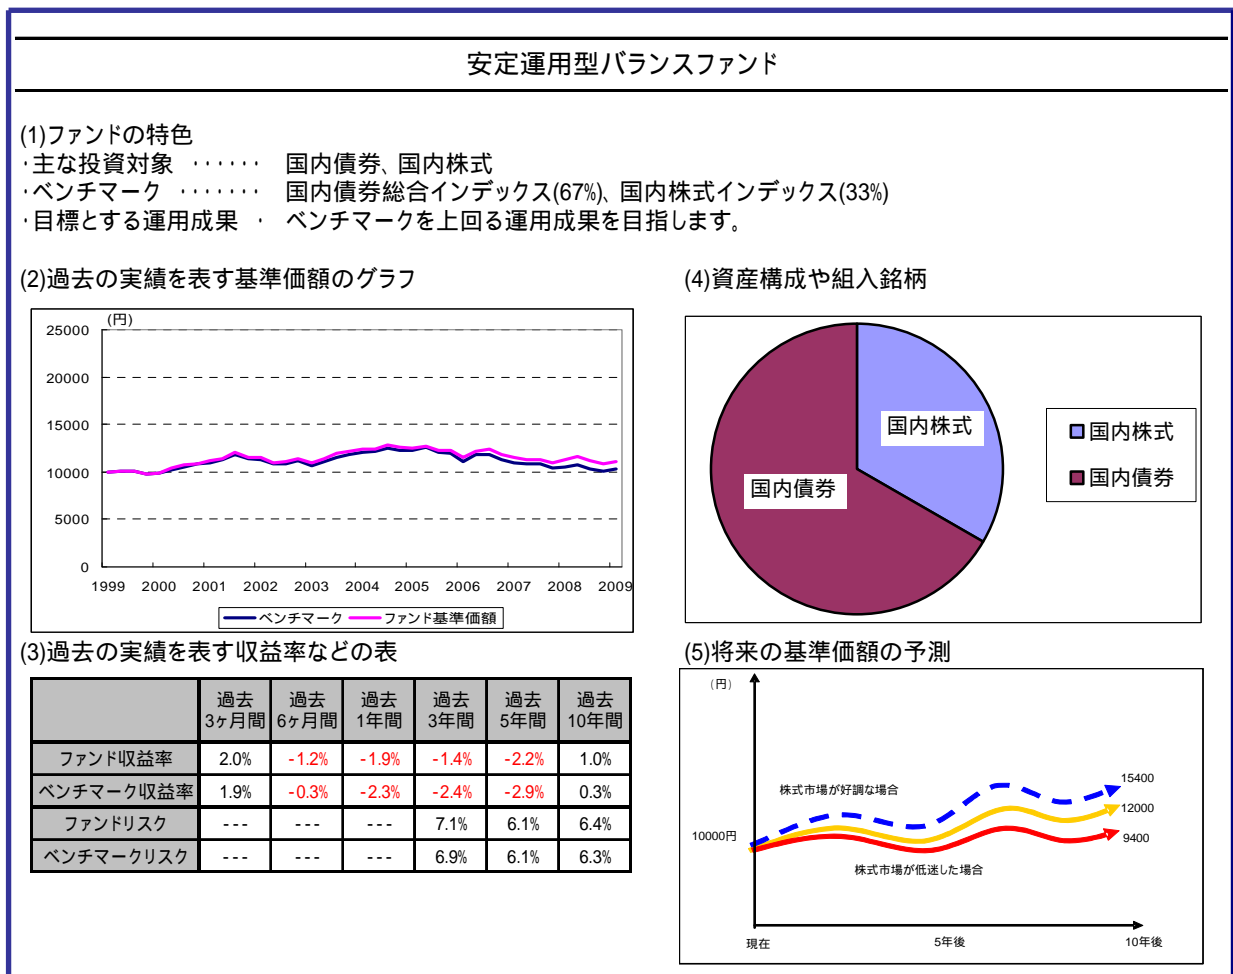 安定運用型バランスファンド
(1)ファンドの特色
・主な投資対象 ・・・・・・ 国内債券、国内株式
・ベンチマーク ・・・・・・・ 国内債券総合インデックス(67%)、国内株式インデックス(33%)
・目標とする運用成果 ・ ベンチマークを上回る運用成果を目指します。
(2)過去の実績を表す基準価額のグラフ
(円)
25000
20000
15000
10000
5000
0
1999 2000 2001 2002 2003 2004 2005 2006 2007 2008 2009
ベンチマーク ファンド基準価額
(3)過去の実績を表す収益率などの表
過去3ヶ月間 過去6ヶ月間 過去1年間 過去3年間 過去5年間 過去10年間
ファンド収益率 2.0% -1.2% -1.9% -1.4% -2.2% 1.0%
ベンチマーク収益率 1.9% -0.3% -2.3% -2.4% -2.9% 0.3%
ファンドリスク --- --- --- 7.1% 6.1% 6.4%
ベンチマークリスク --- --- --- 6.9% 6.1% 6.3%
(4)資産構成や組入銘柄
国内株式
国内債券
国内株式
国内債券
(5)将来の基準価額の予測
(円)
15400
株式市場が好調な場合
12000
10000円
9400
株式市場が低迷した場合
現在 5年後 10年後